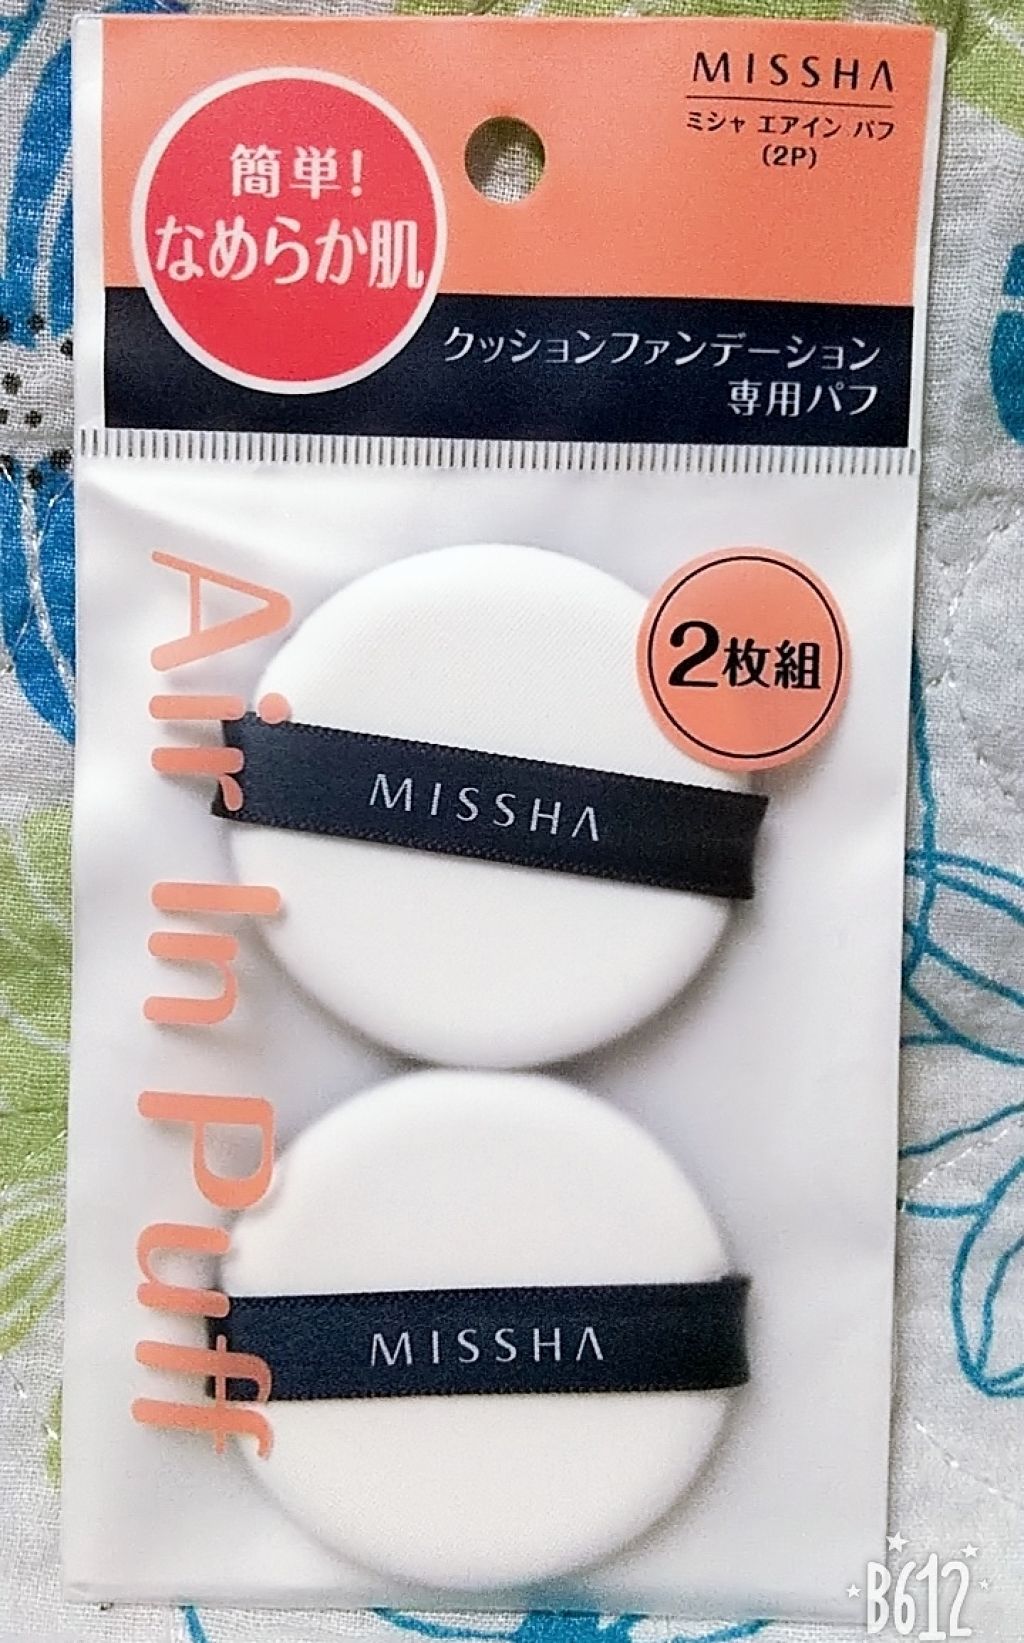 MISSHA
ミシャ エアイン パフ
(2P)
簡単!
なめらか肌
クッションファンデーション
専用パフ
2枚組
Air In Puff
MISSHA
MISSHA
B612